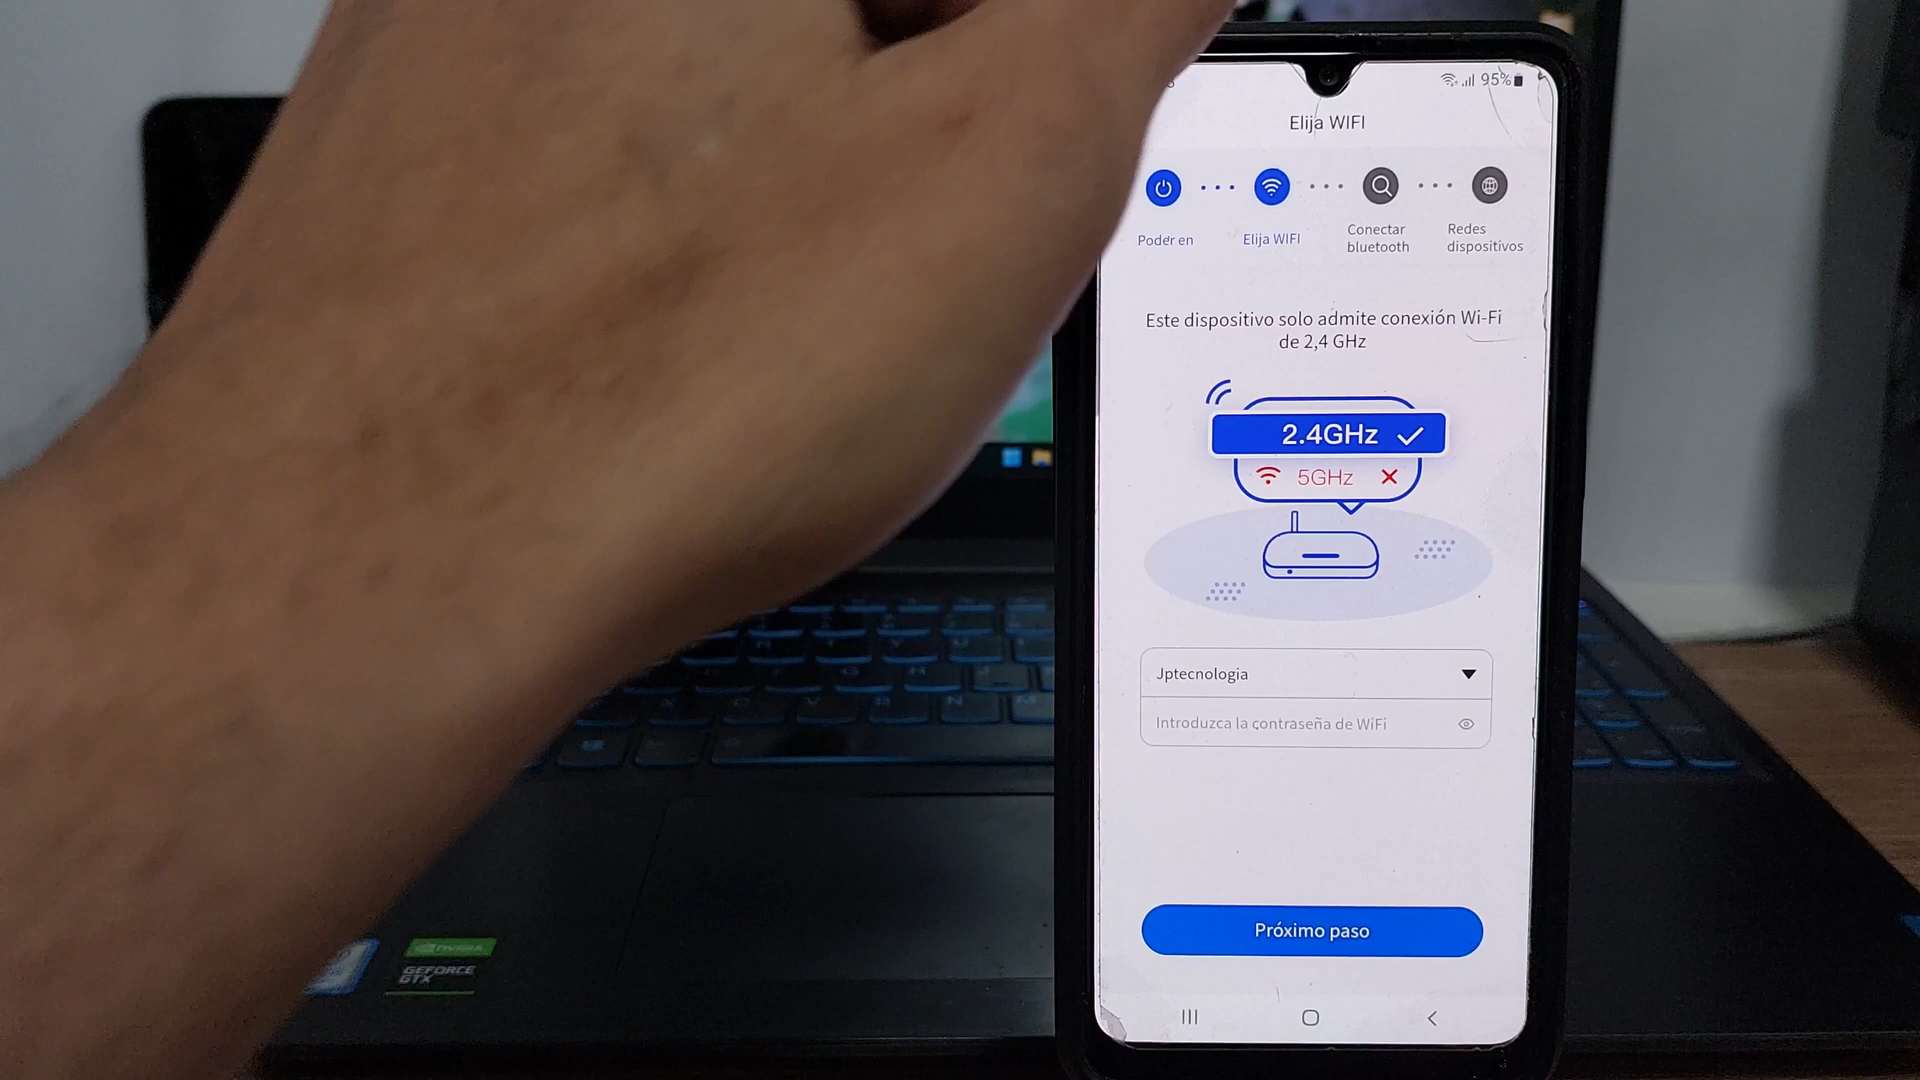 95%
Elija WIFI
Poder en
Elija WIFI
Conectar
bluetooth
Redes
dispositivos
Este dispositivo solo admite conexión Wi-Fi
de 2,4 GHz
2.4GHz
5GHz
Jptecnologia
Introduzca la contraseña de WiFi
Próximo paso
NVIDIA
GEFORCE
GTX